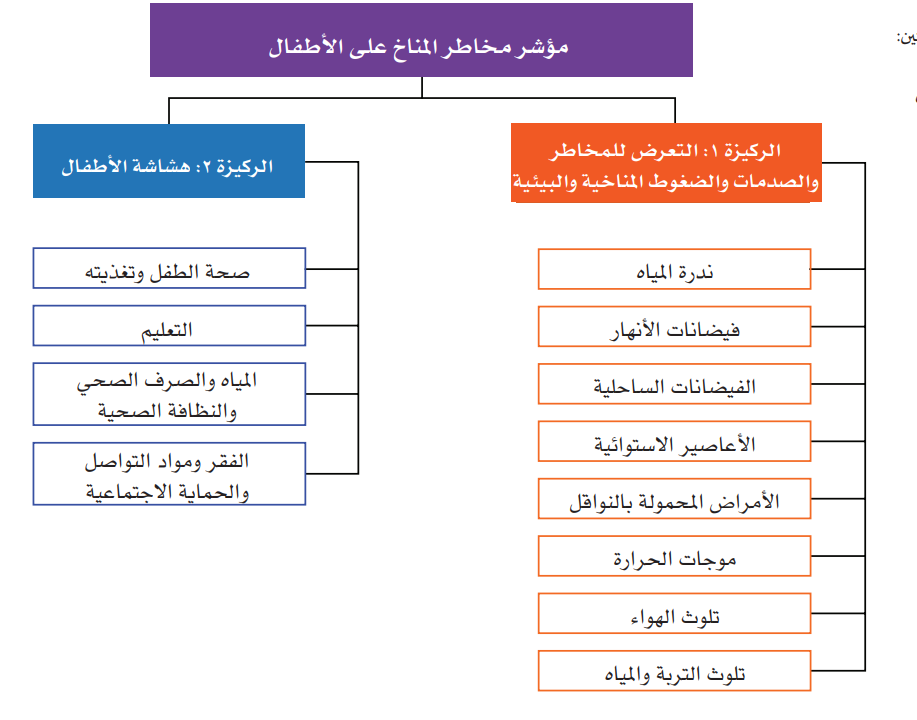 ين:
مؤشر مخاطر المناخ على الأطفال
الركيزة ١: التعرض للمخاطر
والصدمات والضغوط المناخية والبيئية
ندرة المياه
فيضانات الأنهار
الفيضانات الساحلية
الأعاصير الاستوائية
الأمراض المحمولة بالنواقل
موجات الحرارة
تلوث الهواء
تلوث التربة والمياه
الركيزة ٢: هشاشة الأطفال
صحة الطفل وتغذيته
التعليم
المياه والصرف الصحي
والنظافة الصحية
الفقر ومواد التواصل
والحماية الاجتماعية